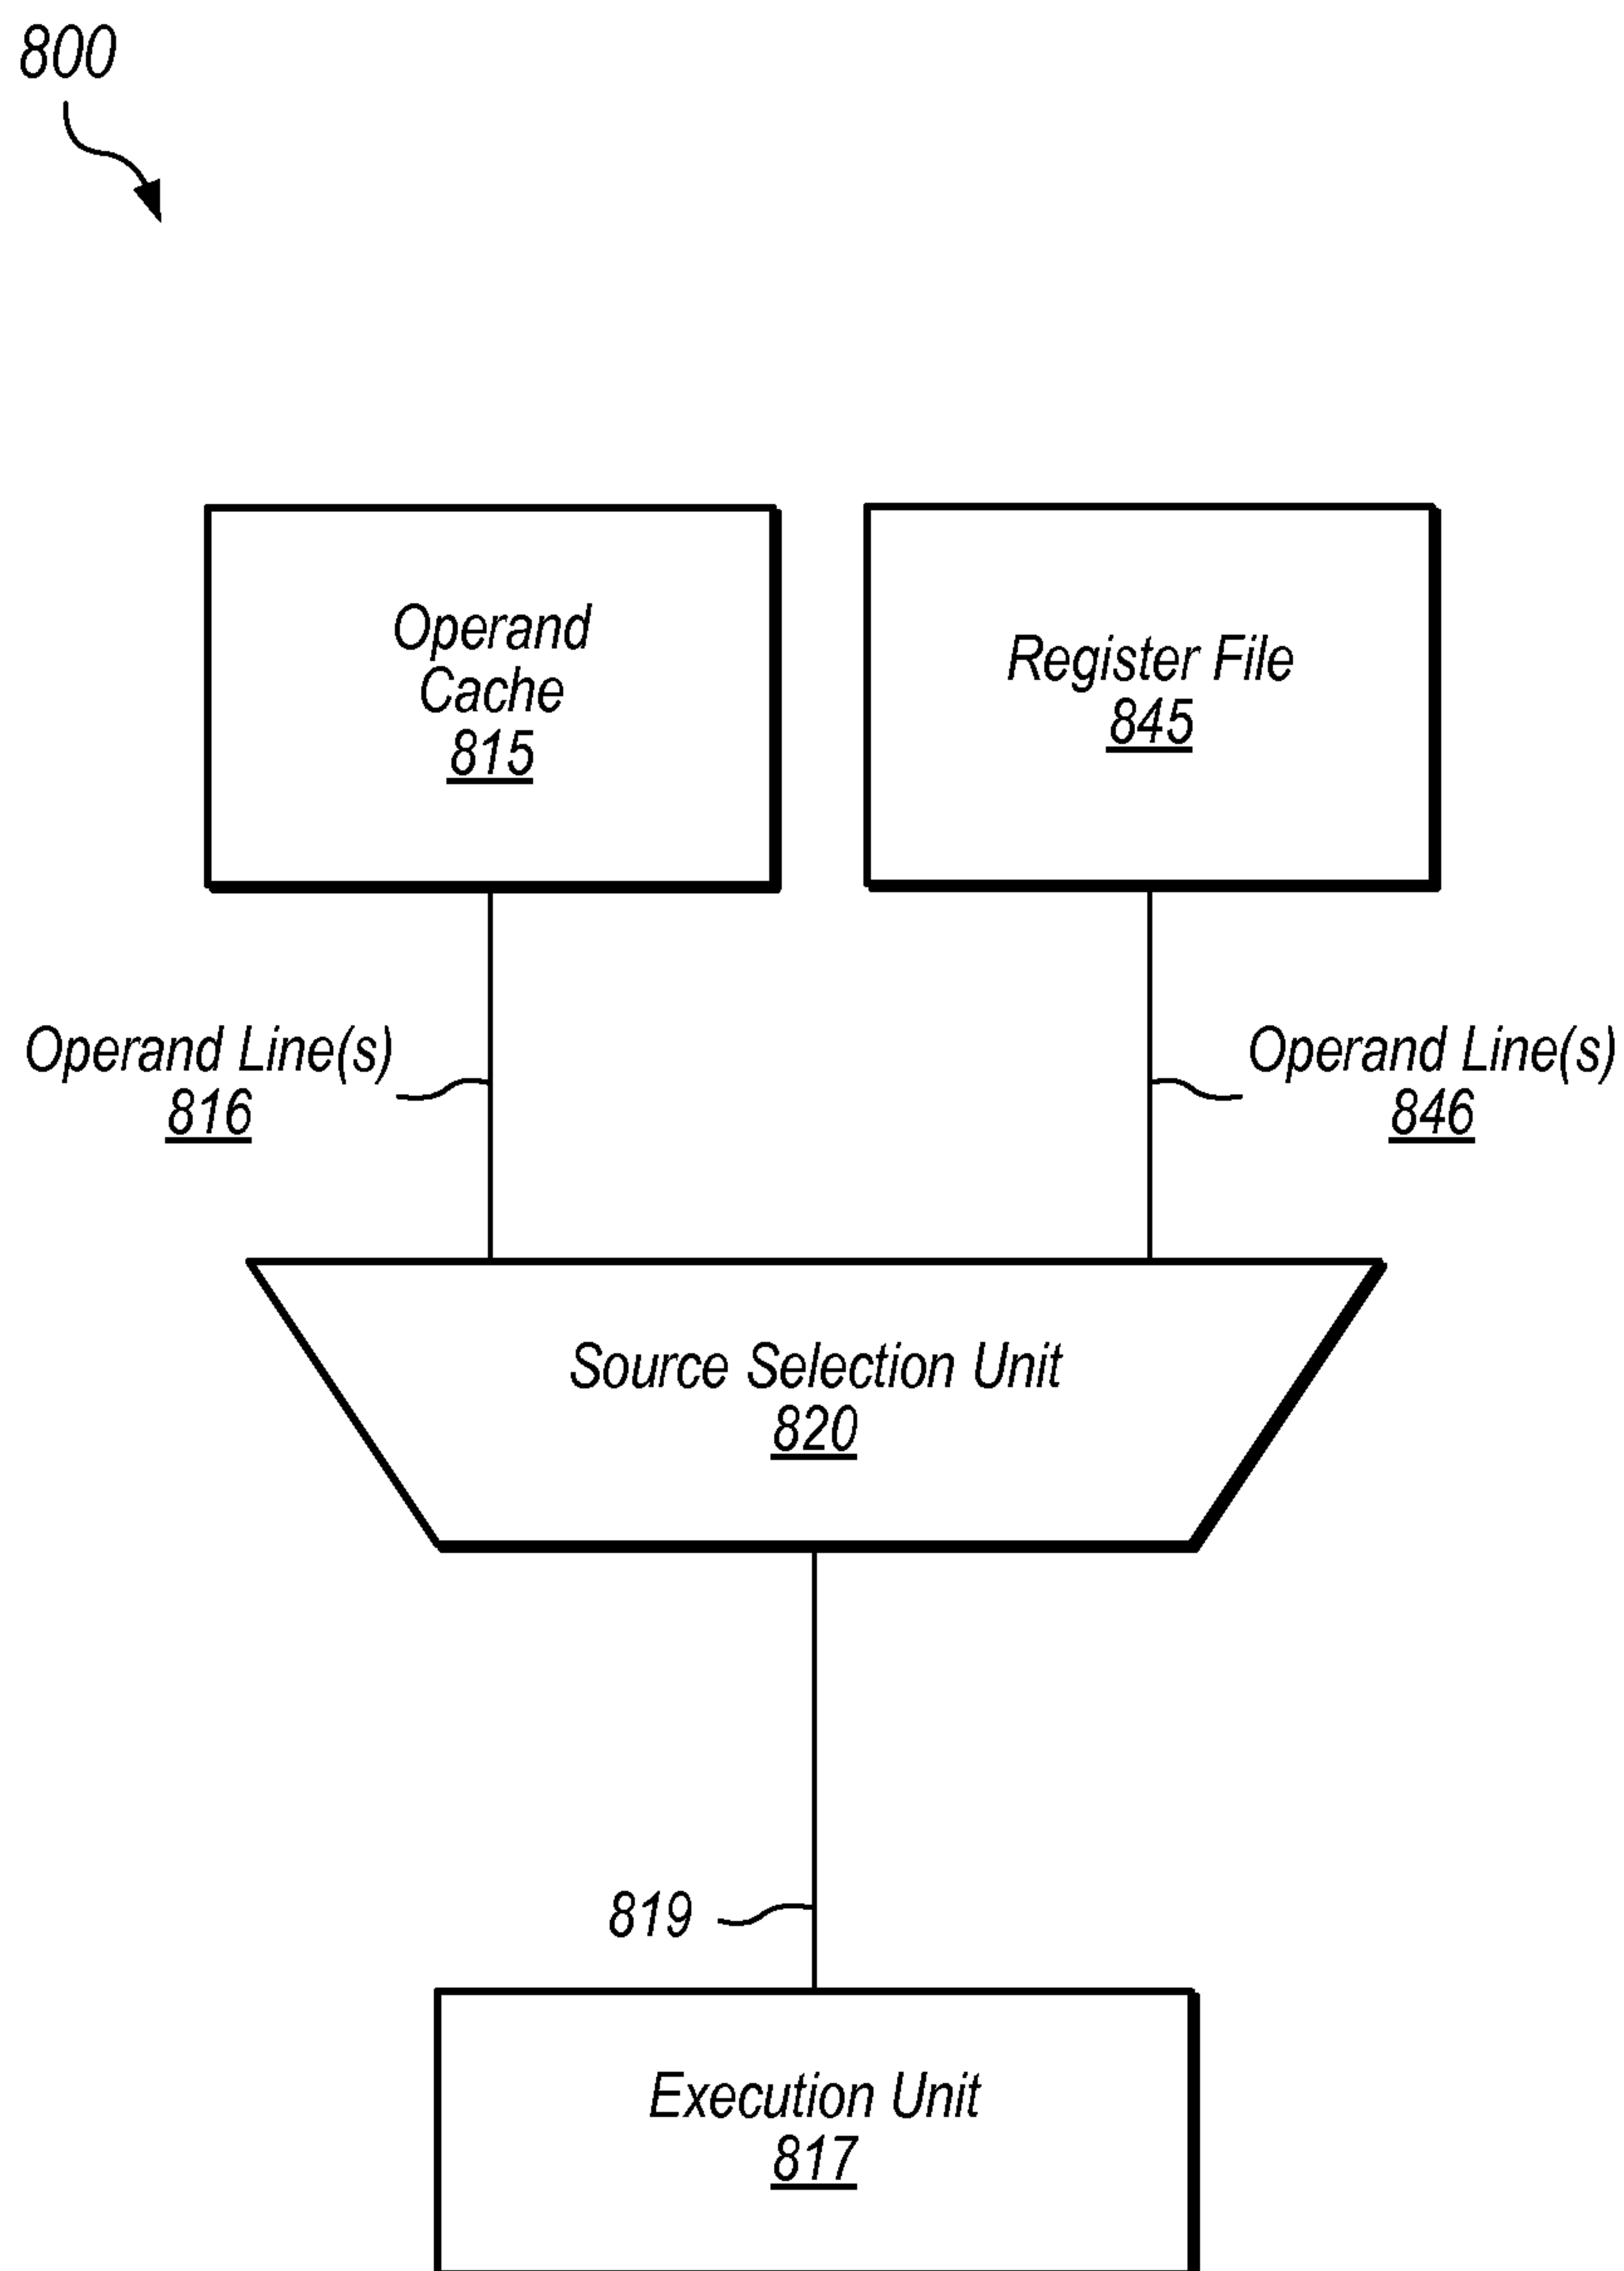 800
Operand
Cache
815
Register File
845
Operand Line(s)
816
Operand Line(s)
846
Source Selection Unit
820
819
Execution Unit
817